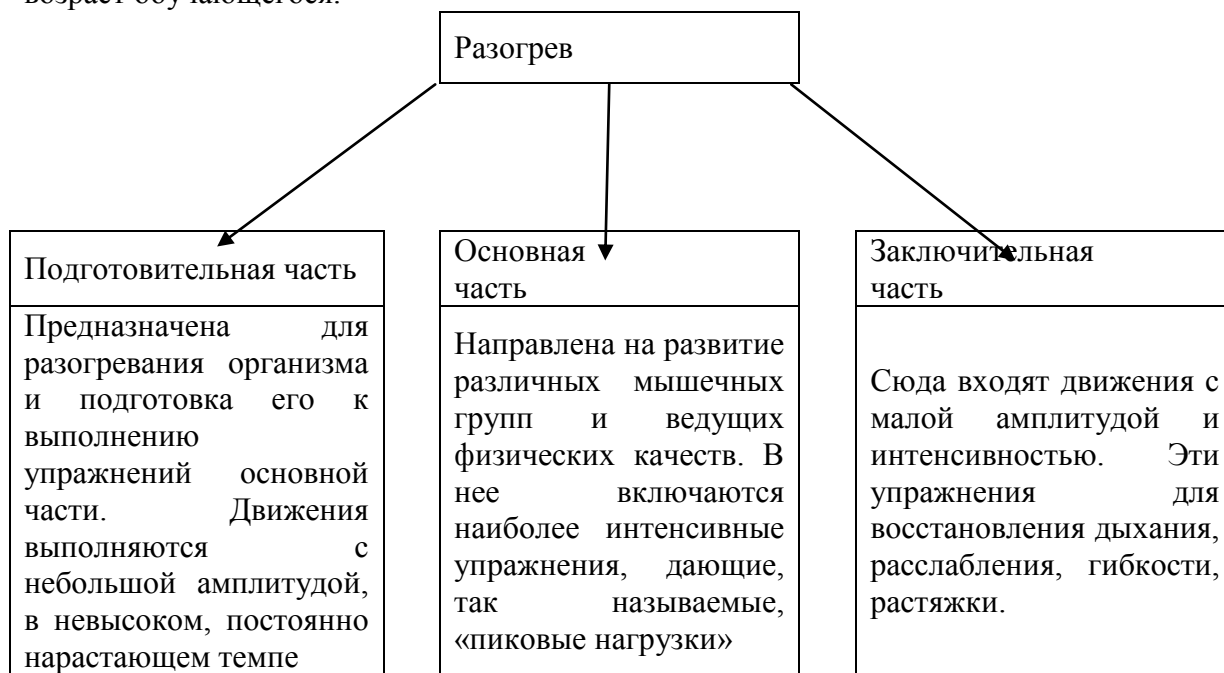 возраст обучающегося.
Разогрев
Подготовительная часть
Предназначена для
разогревания организма
и подготовка его к
выполнению
упражнений основной
части. Движения
выполняются с
небольшой амплитудой,
в невысоком, постоянно
нарастающем темпе
Основная
часть
Направлена на развитие
различных мышечных
групп и ведущих
физических качеств. В
нее включаются
наиболее интенсивные
упражнения, дающие,
так называемые,
«пиковые нагрузки»
Заключительная
часть
Сюда входят движения с
малой амплитудой и
интенсивностью. Эти
упражнения для
восстановления дыхания,
расслабления, гибкости,
растяжки.